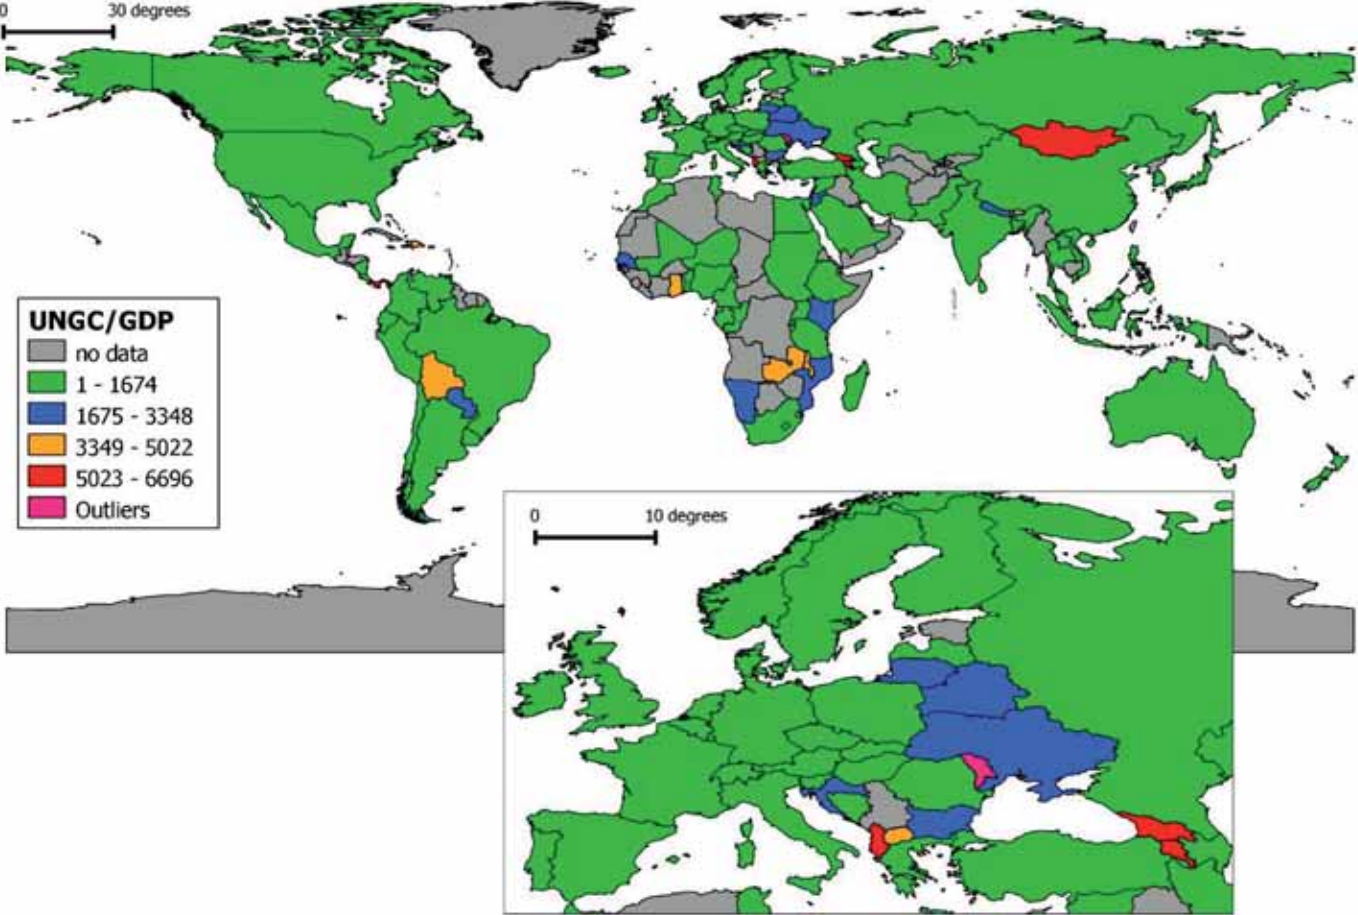 0 30 degrees
UNGC/GDP
no data
1 - 1674
1675 - 3348
3349 - 5022
5023 - 6696
Outliers
0 10 degrees